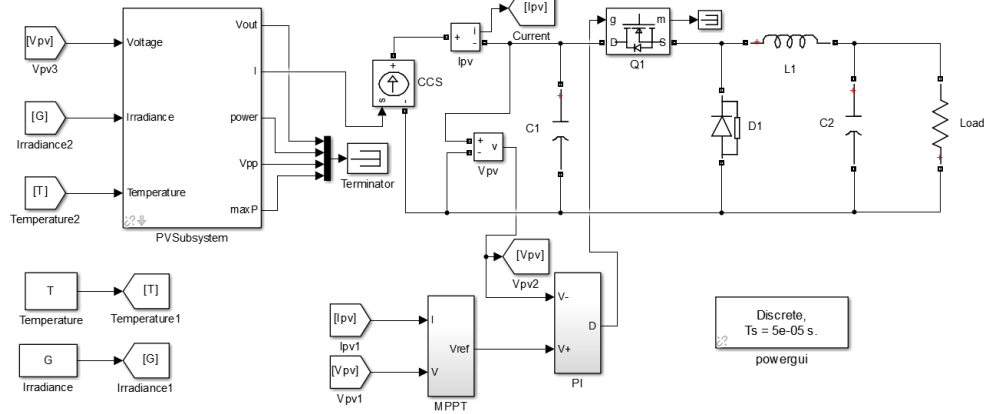 [Vpv]
Vpv3
[G]
Irradiance2
[T]
Temperature2
Voltage
Irradiance
Temperature
Vout
I
power
Vpp
maxP
PVSubsystem
Terminator
s
+
-
CCS
+
i
-
Ipv
[Ipv]
Current
+
-
v
Vpv
C1
g
m
D
S
Q1
L1
D1
C2
Load
T
Temperature
[T]
Temperature1
G
Irradiance
[G]
Irradiance1
[Ipv]
Ipv1
[Vpv]
Vpv1
I
V
Vref
MPPT
[Vpv]
Vpv2
V-
V+
D
PI
Discrete,
Ts = 5e-05 s.
powergui